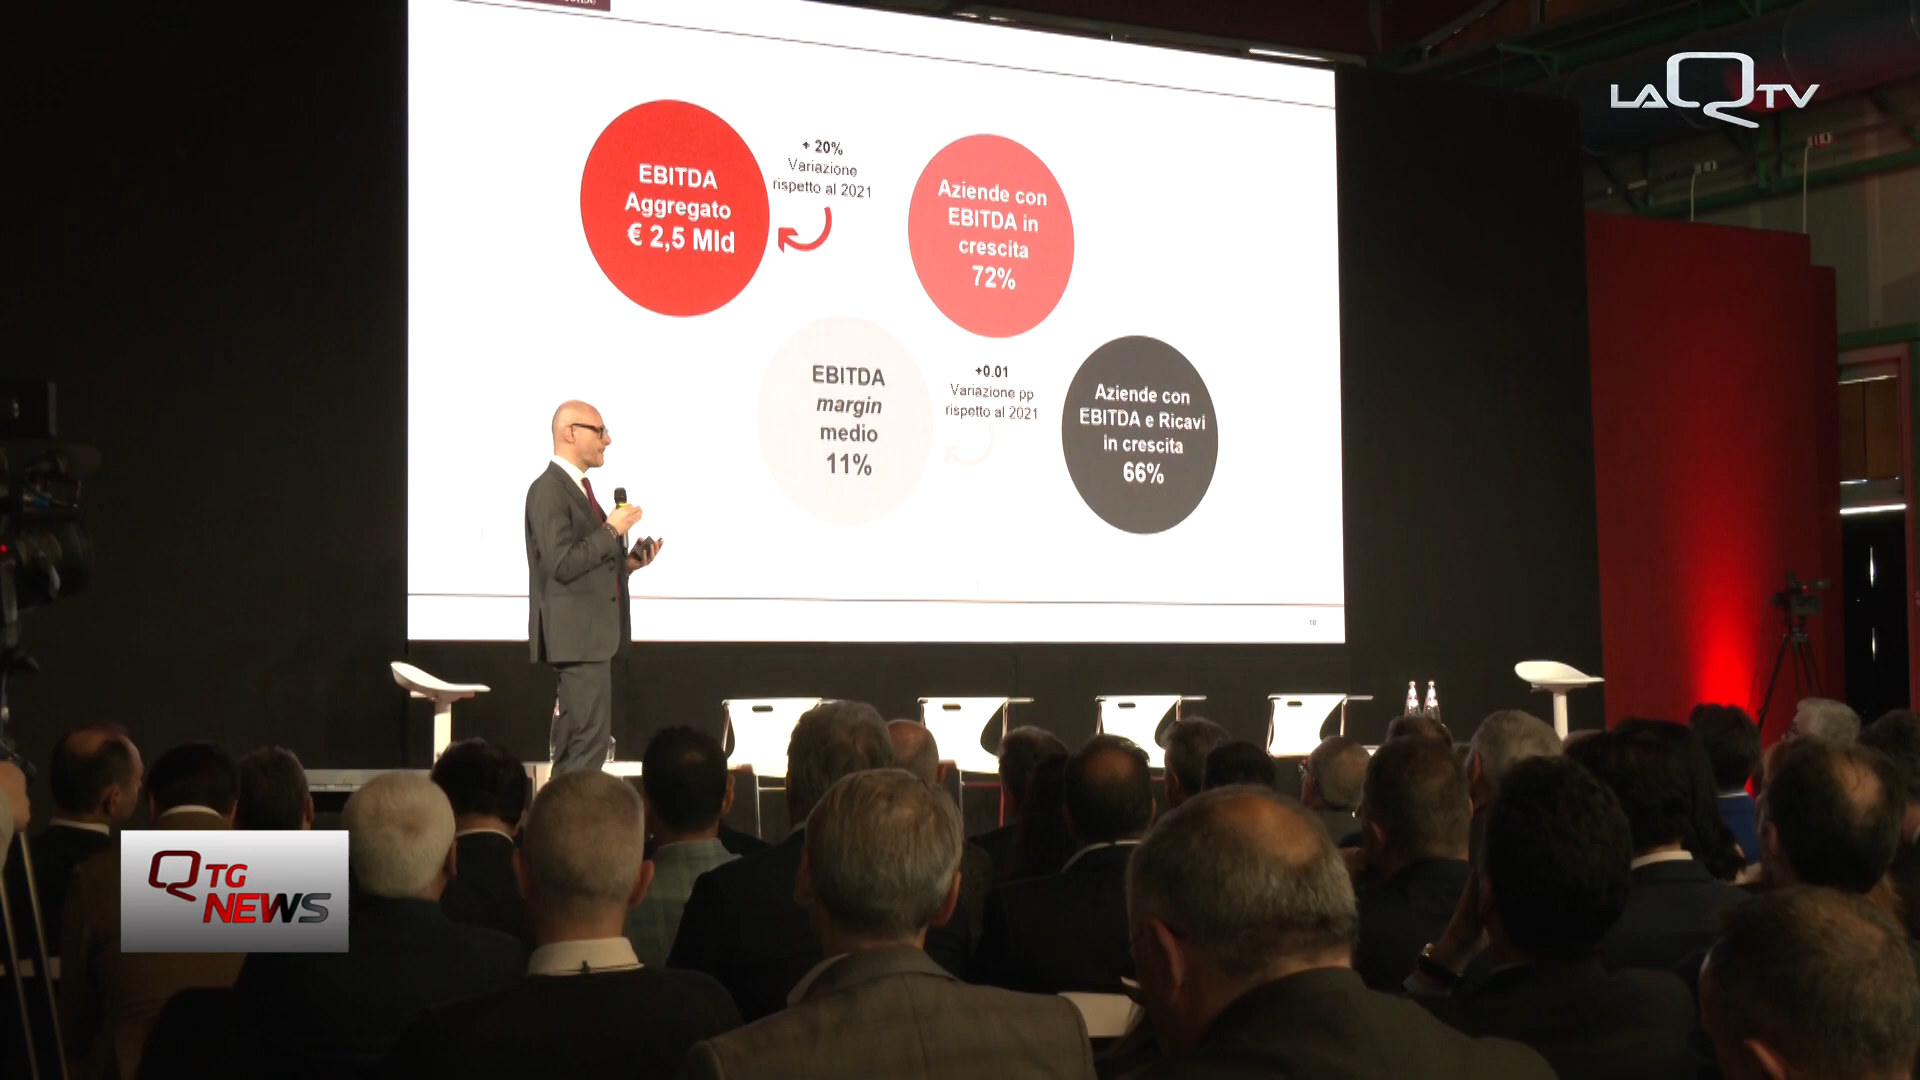 LAQTV
EBITDA
Aggregato
€ 2,5 Mld
+ 20%
Variazione
rispetto al 2021
Aziende con
EBITDA in
crescita
72%
EBITDA
margin
medio
11%
+0.01
Variazione pp
rispetto al 2021
Aziende con
EBITDA e Ricavi
in crescita
66%
Q TG
NEWS